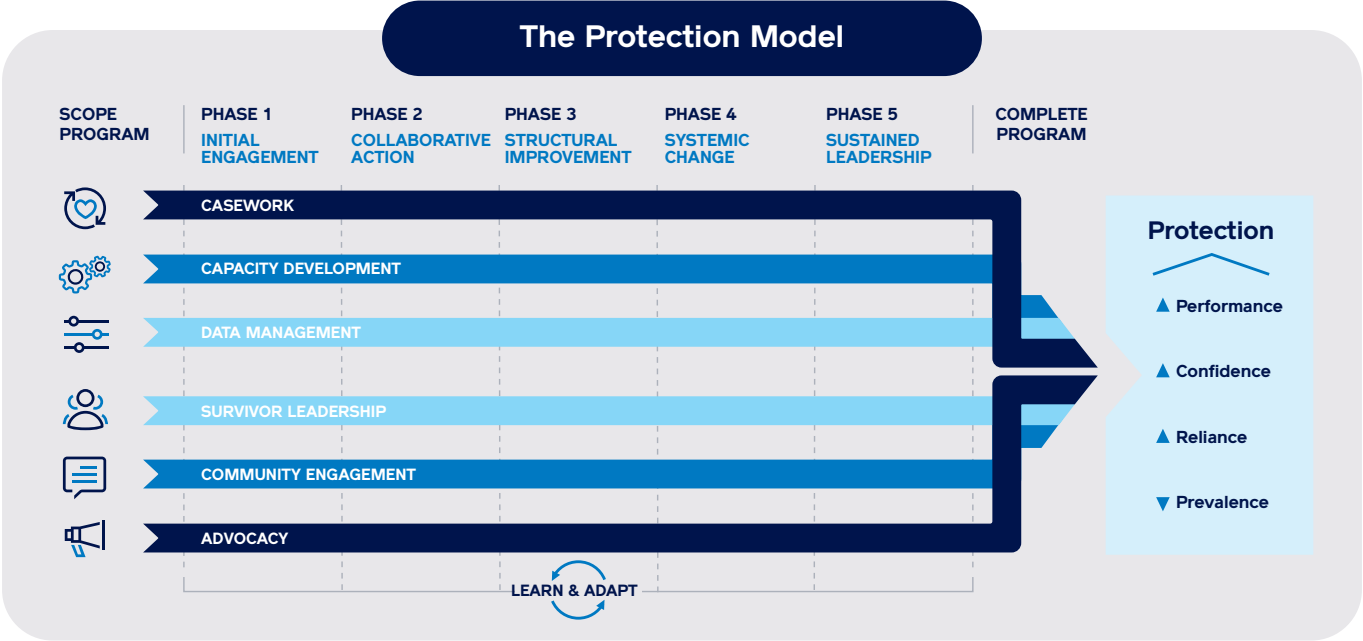 The Protection Model
SCOPE
PROGRAM
PHASE 1
INITIAL
ENGAGEMENT
PHASE 2
COLLABORATIVE
ACTION
PHASE 3
STRUCTURAL
IMPROVEMENT
PHASE 4
SYSTEMIC
CHANGE
PHASE 5
SUSTAINED
LEADERSHIP
COMPLETE
PROGRAM
CASEWORK
CAPACITY DEVELOPMENT
DATA MANAGEMENT
SURVIVOR LEADERSHIP
COMMUNITY ENGAGEMENT
ADVOCACY
LEARN & ADAPT
Protection
Performance
Confidence
Reliance
Prevalence